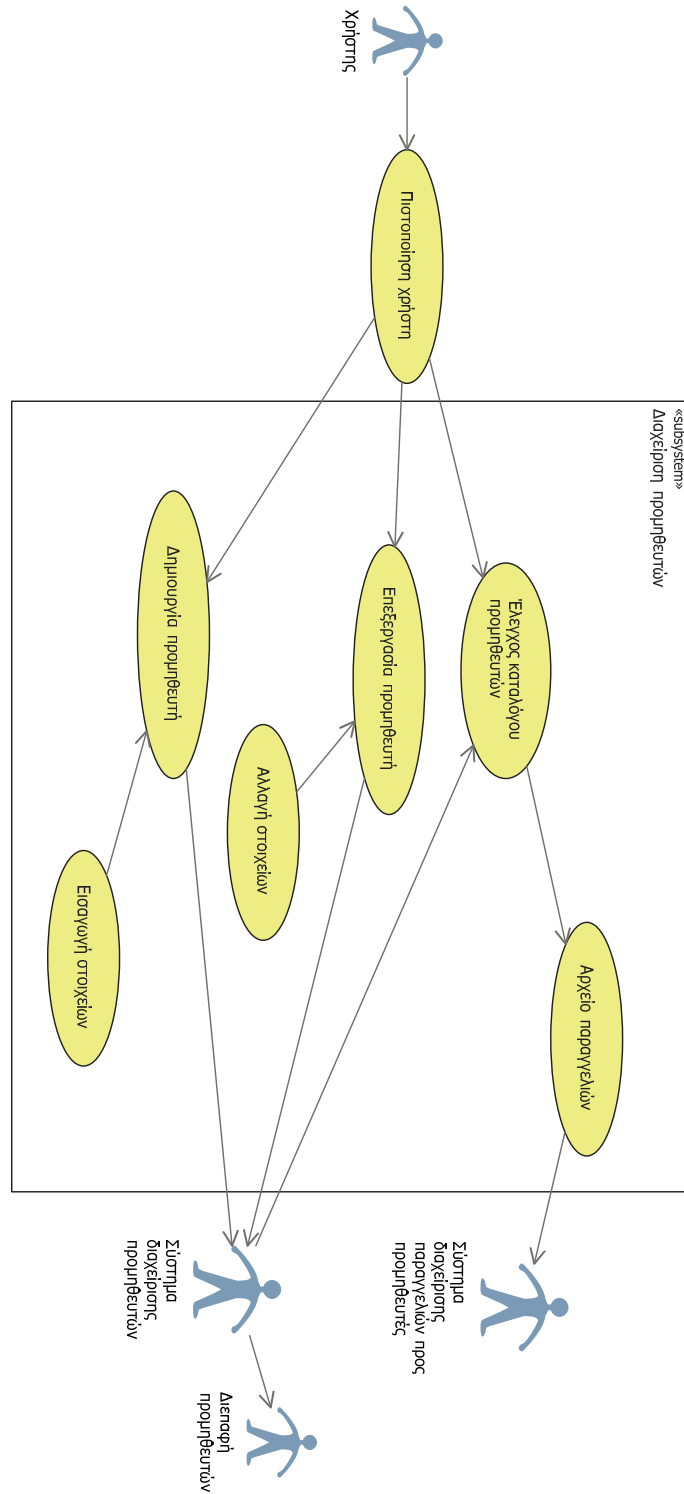 Χρήστης
Πιστοποίηση χρήστη
«subsystem»
Διαχείριση προμηθευτών
Έλεγχος καταλόγου
προμηθευτών
Αρχείο παραγγελιών
Επεξεργασία προμηθευτή
Αλλαγή στοιχείων
Δημιουργία προμηθευτή
Εισαγωγή στοιχείων
Σύστημα
διαχείρισης
παραγγελιών προς
προμηθευτές
Σύστημα
διαχείρισης
προμηθευτών
Διεπαφή
προμηθευτών